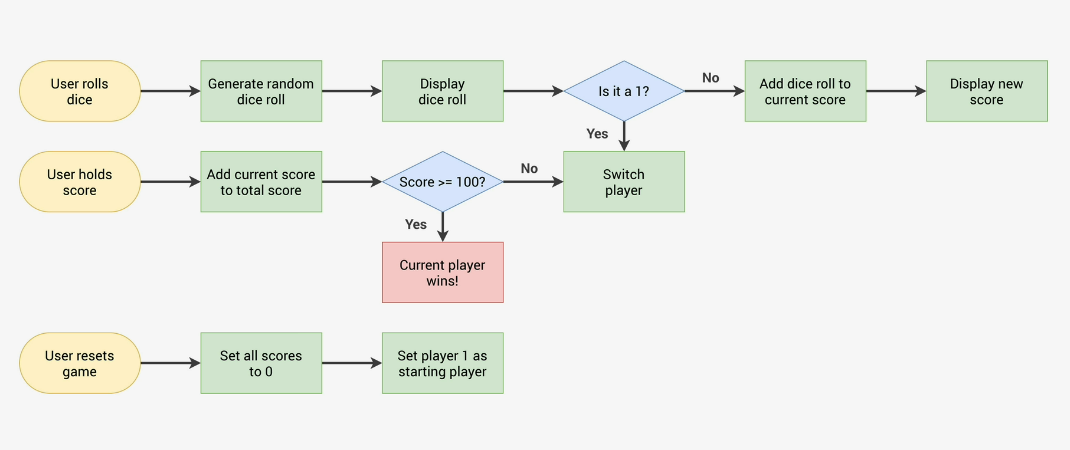 User rolls
dice
Generate random
dice roll
Display
dice roll
Is it a 1?
No
Add dice roll to
current score
Display new
score
Yes
User holds
score
Add current score
to total score
Score >= 100?
No
Switch
player
Yes
Current player
wins!
User resets
game
Set all scores
to 0
Set player 1 as
starting player